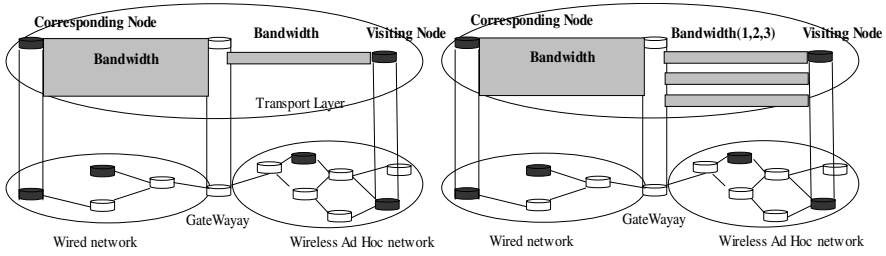 Corresponding Node
Bandwidth
Visiting Node
Bandwidth
Transport Layer
GateWayay
Wired network
Wireless Ad Hoc network
Corresponding Node
Bandwidth(1,2,3)
Visiting Node
Bandwidth
GateWayay
Wired network
Wireless Ad Hoc network